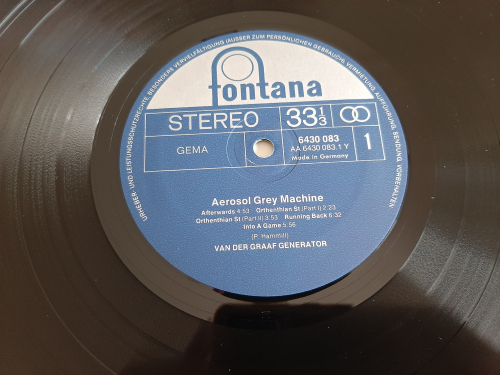 URHEBER- UND LEISTUNGSSCHUTZRECHTE, BESONDERS VERVIELFÄLTIGUNG (AUSSER ZUM PERSÖNLICHEN GEBRAUCH), VERMIETUNG, AUFFÜHRUNG, SENDUNG, VORBEHALTEN
fontana
STEREO 33 1/3
6430 083
AA 6430 083.1 Y
Made in Germany
1
GEMA
Aerosol Grey Machine
Afterwards 4:53 Orthenthian St (Part I) 2:23
Orthenthian St (Part II) 3:53 Running Back 6:32
Into A Game 5:56
(P. Hammill)
VAN DER GRAAF GENERATOR